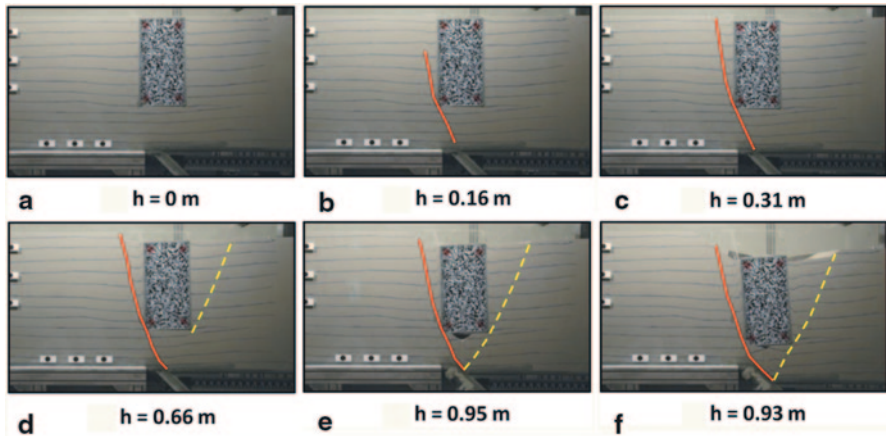 a h = 0 m
b h = 0.16 m
c h = 0.31 m
d h = 0.66 m
e h = 0.95 m
f h = 0.93 m